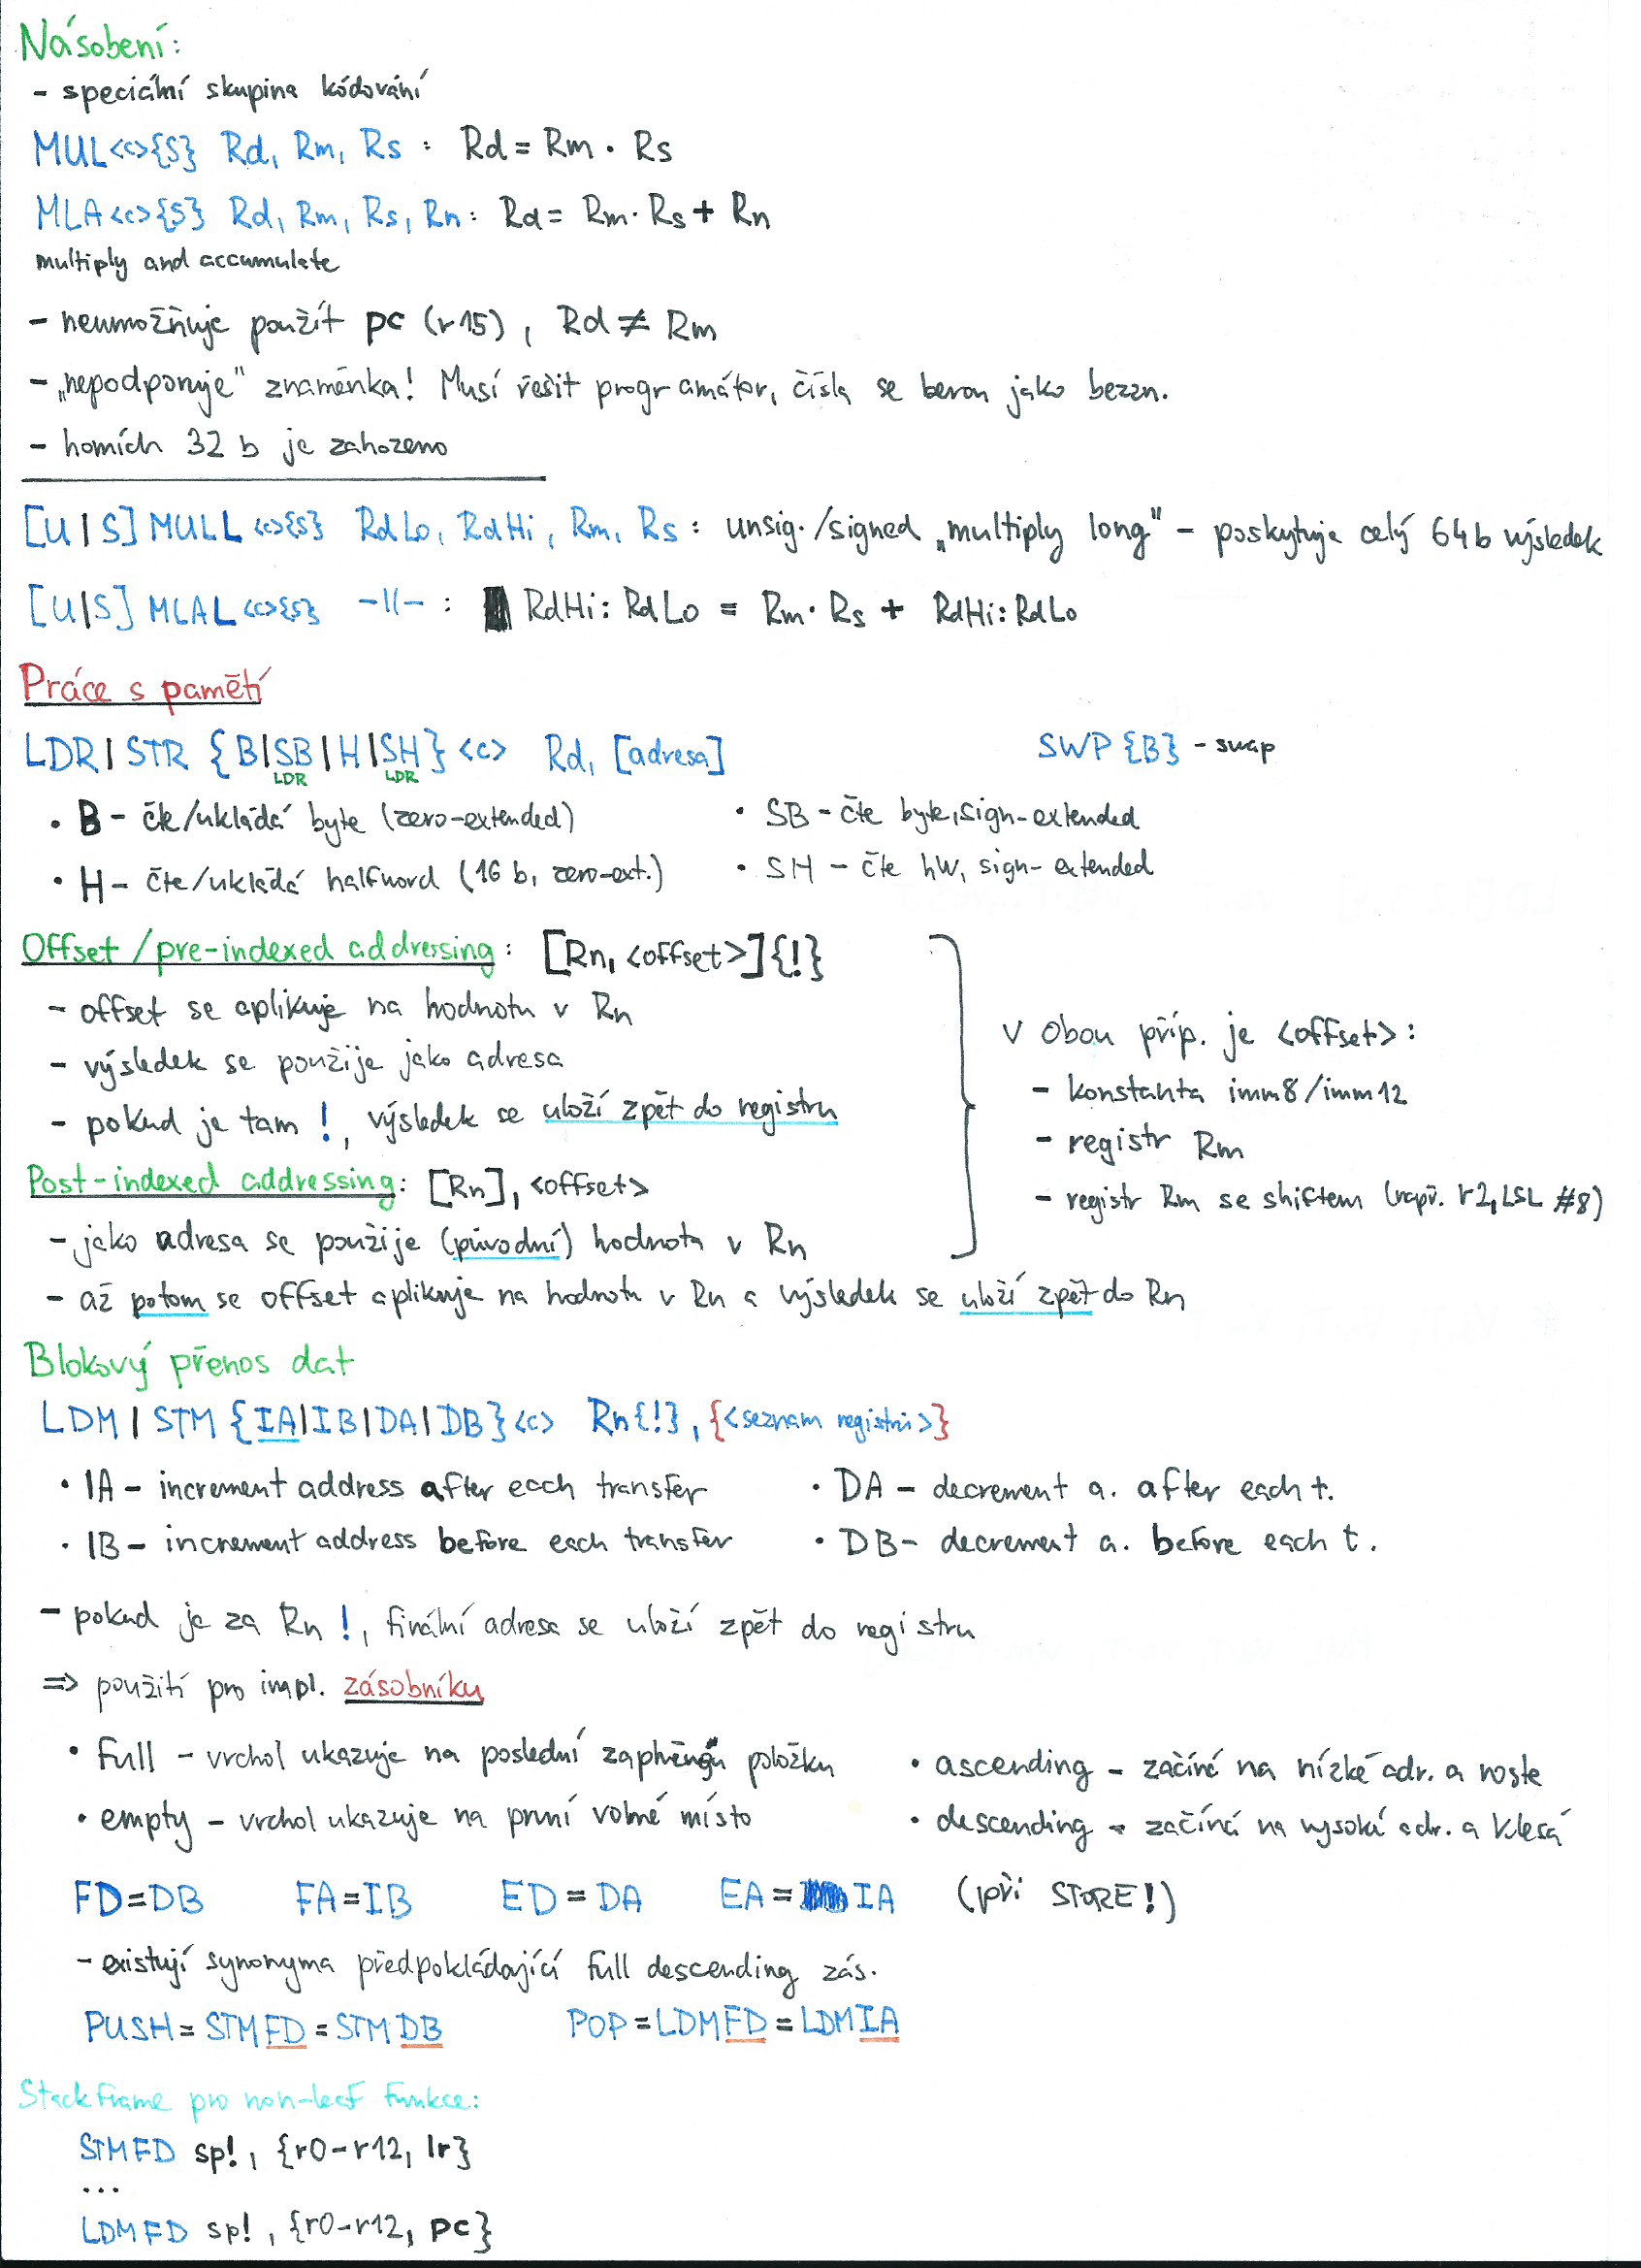 Násobení:
- speciální skupina kódování
MUL<c>{S} Rd, Rm, Rs : Rd = Rm · Rs
MLA<c>{S} Rd, Rm, Rs, Rn : Rd = Rm · Rs + Rn
multiply and accumulate
- neumožňuje použít pc (r15), Rd ≠ Rm
- „nepodporuje" znaménka! Musí řešit programátor, čísla se berou jako bezzn.
- horních 32 b je zahozeno
[U|S] MULL <c>{S} RdLo, RdHi, Rm, Rs : unsig./signed „multiply long" - poskytuje celý 64b výsledek
[U|S] MLAL <c>{S} -||- : RdHi:RdLo = Rm · Rs + RdHi:RdLo
Práce s pamětí
LDR|STR {B|SB|H|SH}<c> Rd, [adresa] SWP{B} - swap
LDR LDR
• B - čte/ukládá byte (zero-extended) • SB - čte byte, sign-extended
• H - čte/ukládá halfword (16 b, zero-ext.) • SH - čte hw, sign-extended
Offset/pre-indexed addressing: [Rn, <offset>]{!}
- offset se aplikuje na hodnotu v Rn
- výsledek se použije jako adresa
- pokud je tam !, výsledek se uloží zpět do registru
V obou příp. je <offset>:
- konstanta imm8/imm12
- registr Rm
- registr Rm se shiftem (např. r2, LSL #8)
Post-indexed addressing: [Rn], <offset>
- jako adresa se použije (původní) hodnota v Rn
- až potom se offset aplikuje na hodnotu v Rn a výsledek se uloží zpět do Rn
Blokový přenos dat
LDM|STM {IA|IB|DA|DB}<c> Rn{!}, {<seznam registrů>}
• IA - increment address after each transfer • DA - decrement a. after each t.
• IB - increment address before each transfer • DB - decrement a. before each t.
- pokud je za Rn !, finální adresa se uloží zpět do registru
=> použití pro impl. zásobníku
• full - vrchol ukazuje na poslední zaplněnou položku • ascending - začíná na nízké adr. a roste
• empty - vrchol ukazuje na první volné místo • descending - začíná na vysoké adr. a klesá
FD=DB FA=IB ED=DA EA=IA (při STORE!)
- existují synonyma předpokládající full descending zás.
PUSH=STMFD=STMDB POP=LDMFD=LDMIA
Stack frame pro non-leaf funkce:
STMFD sp!, {r0-r12, lr}
...
LDMFD sp!, {r0-r12, pc}